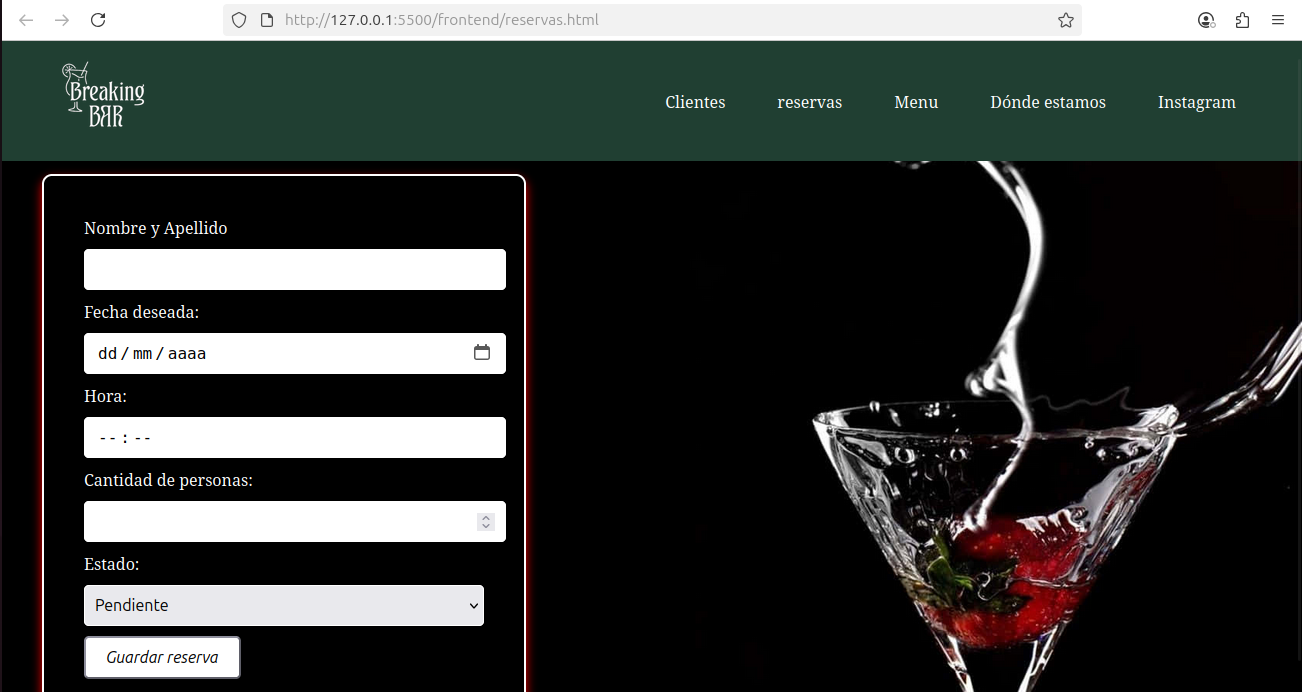 http://127.0.0.1:5500/frontend/reservas.html
Breaking
BAR
Clientes reservas Menu Dónde estamos Instagram
Nombre y Apellido
Fecha deseada:
dd/mm/aaaa
Hora:
--:--
Cantidad de personas:
Estado:
Pendiente
Guardar reserva